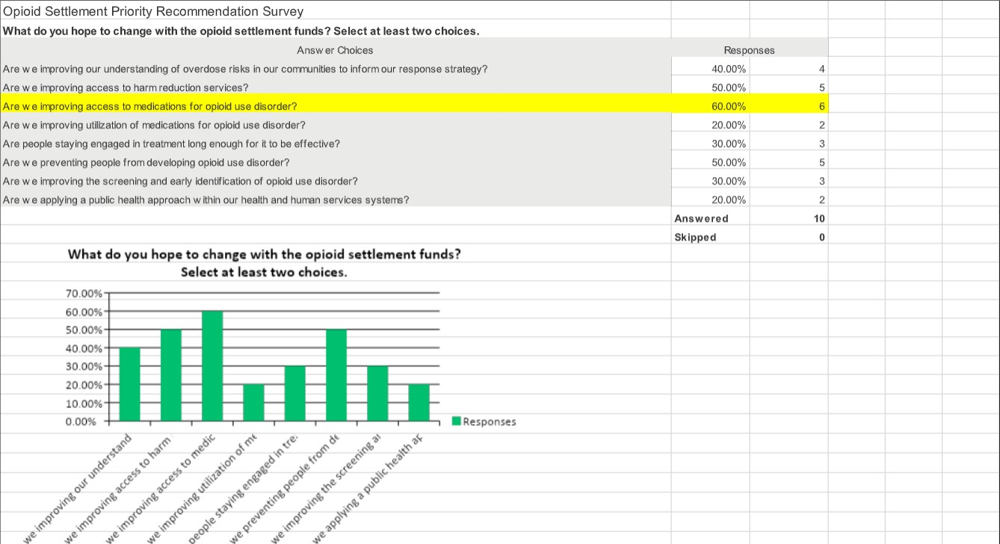 Opioid Settlement Priority Recommendation Survey
What do you hope to change with the opioid settlement funds? Select at least two choices.
Answer Choices Responses
Are we improving our understanding of overdose risks in our communities to inform our response strategy? 40.00% 4
Are we improving access to harm reduction services? 50.00% 5
Are we improving access to medications for opioid use disorder? 60.00% 6
Are we improving utilization of medications for opioid use disorder? 20.00% 2
Are people staying engaged in treatment long enough for it to be effective? 30.00% 3
Are we preventing people from developing opioid use disorder? 50.00% 5
Are we improving the screening and early identification of opioid use disorder? 30.00% 3
Are we applying a public health approach within our health and human services systems? 20.00% 2
Answered 10
Skipped 0
What do you hope to change with the opioid settlement funds?
Select at least two choices.
70.00%
60.00%
50.00%
40.00%
30.00%
20.00%
10.00%
0.00%
Responses
we improving our understand
we improving access to harm
we improving access to medic
we improving utilization of me
people staying engaged in trea
we preventing people from de
we improving the screening an
we applying a public health ap